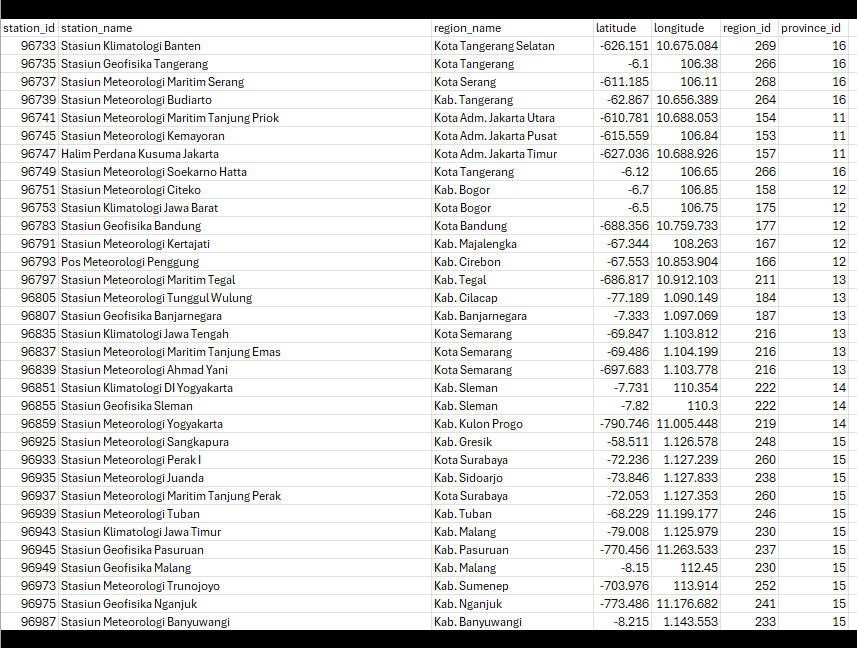 station_id station_name region_name latitude longitude region_id province_id
96733 Stasiun Klimatologi Banten Kota Tangerang Selatan -626.151 10.675.084 269 16
96735 Stasiun Geofisika Tangerang Kota Tangerang -6.1 106.38 266 16
96737 Stasiun Meteorologi Maritim Serang Kota Serang -611.185 106.11 268 16
96739 Stasiun Meteorologi Budiarto Kab. Tangerang -62.867 10.656.389 264 16
96741 Stasiun Meteorologi Maritim Tanjung Priok Kota Adm. Jakarta Utara -610.781 10.688.053 154 11
96745 Stasiun Meteorologi Kemayoran Kota Adm. Jakarta Pusat -615.559 106.84 153 11
96747 Halim Perdana Kusuma Jakarta Kota Adm. Jakarta Timur -627.036 10.688.926 157 11
96749 Stasiun Meteorologi Soekarno Hatta Kota Tangerang -6.12 106.65 266 16
96751 Stasiun Meteorologi Citeko Kab. Bogor -6.7 106.85 158 12
96753 Stasiun Klimatologi Jawa Barat Kota Bogor -6.5 106.75 175 12
96783 Stasiun Geofisika Bandung Kota Bandung -688.356 10.759.733 177 12
96791 Stasiun Meteorologi Kertajati Kab. Majalengka -67.344 108.263 167 12
96793 Pos Meteorologi Penggung Kab. Cirebon -67.553 10.853.904 166 12
96797 Stasiun Meteorologi Maritim Tegal Kab. Tegal -686.817 10.912.103 211 13
96805 Stasiun Meteorologi Tunggul Wulung Kab. Cilacap -77.189 1.090.149 184 13
96807 Stasiun Geofisika Banjarnegara Kab. Banjarnegara -7.333 1.097.069 187 13
96835 Stasiun Klimatologi Jawa Tengah Kota Semarang -69.847 1.103.812 216 13
96837 Stasiun Meteorologi Maritim Tanjung Emas Kota Semarang -69.486 1.104.199 216 13
96839 Stasiun Meteorologi Ahmad Yani Kota Semarang -697.683 1.103.778 216 13
96851 Stasiun Klimatologi DI Yogyakarta Kab. Sleman -7.731 110.354 222 14
96855 Stasiun Geofisika Sleman Kab. Sleman -7.82 110.3 222 14
96859 Stasiun Meteorologi Yogyakarta Kab. Kulon Progo -790.746 11.005.448 219 14
96925 Stasiun Meteorologi Sangkapura Kab. Gresik -58.511 1.126.578 248 15
96933 Stasiun Meteorologi Perak I Kota Surabaya -72.236 1.127.239 260 15
96935 Stasiun Meteorologi Juanda Kab. Sidoarjo -73.846 1.127.833 238 15
96937 Stasiun Meteorologi Maritim Tanjung Perak Kota Surabaya -72.053 1.127.353 260 15
96939 Stasiun Meteorologi Tuban Kab. Tuban -68.229 11.199.177 246 15
96943 Stasiun Klimatologi Jawa Timur Kab. Malang -79.008 1.125.979 230 15
96945 Stasiun Geofisika Pasuruan Kab. Pasuruan -770.456 11.263.533 237 15
96949 Stasiun Geofisika Malang Kab. Malang -8.15 112.45 230 15
96973 Stasiun Meteorologi Trunojoyo Kab. Sumenep -703.976 113.914 252 15
96975 Stasiun Geofisika Nganjuk Kab. Nganjuk -773.486 11.176.682 241 15
96987 Stasiun Meteorologi Banyuwangi Kab. Banyuwangi -8.215 1.143.553 233 15